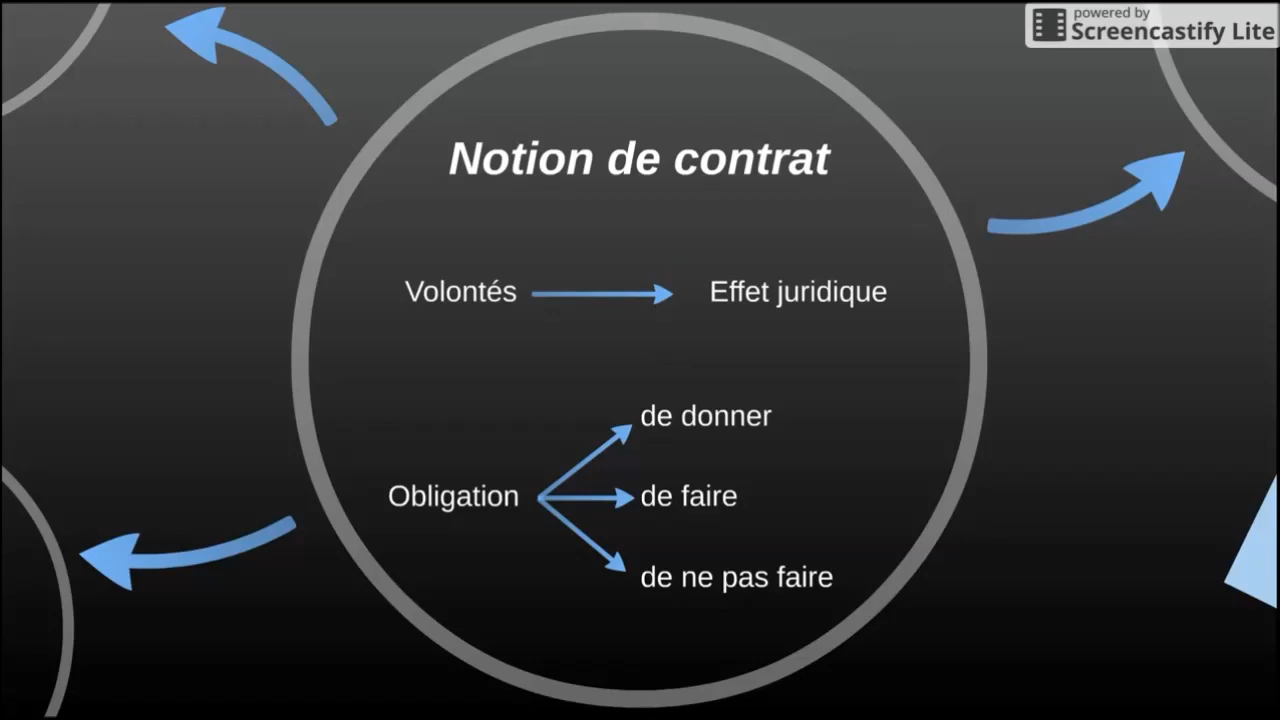 powered by
Screencastify Lite
Notion de contrat
Volontés Effet juridique
de donner
Obligation de faire
de ne pas faire